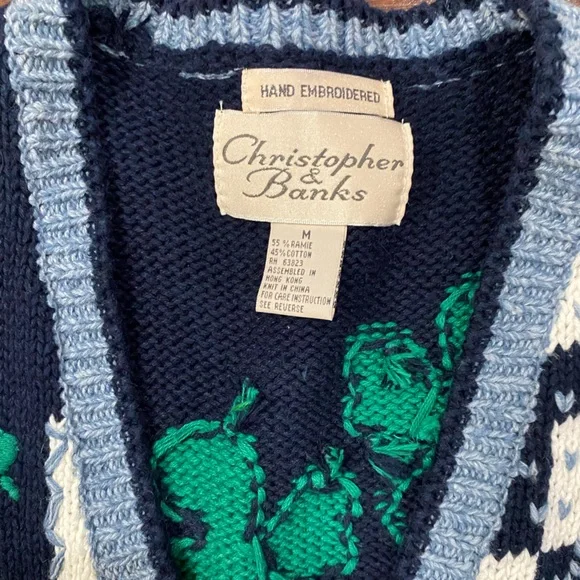 HAND EMBROIDERED
Christopher
&
Banks
M
55 % RAMIE
45% COTTON
RN 63823
ASSEMBLED IN
HONG KONG
KNIT IN CHINA
FOR CARE INSTRUCTION
SEE REVERSE